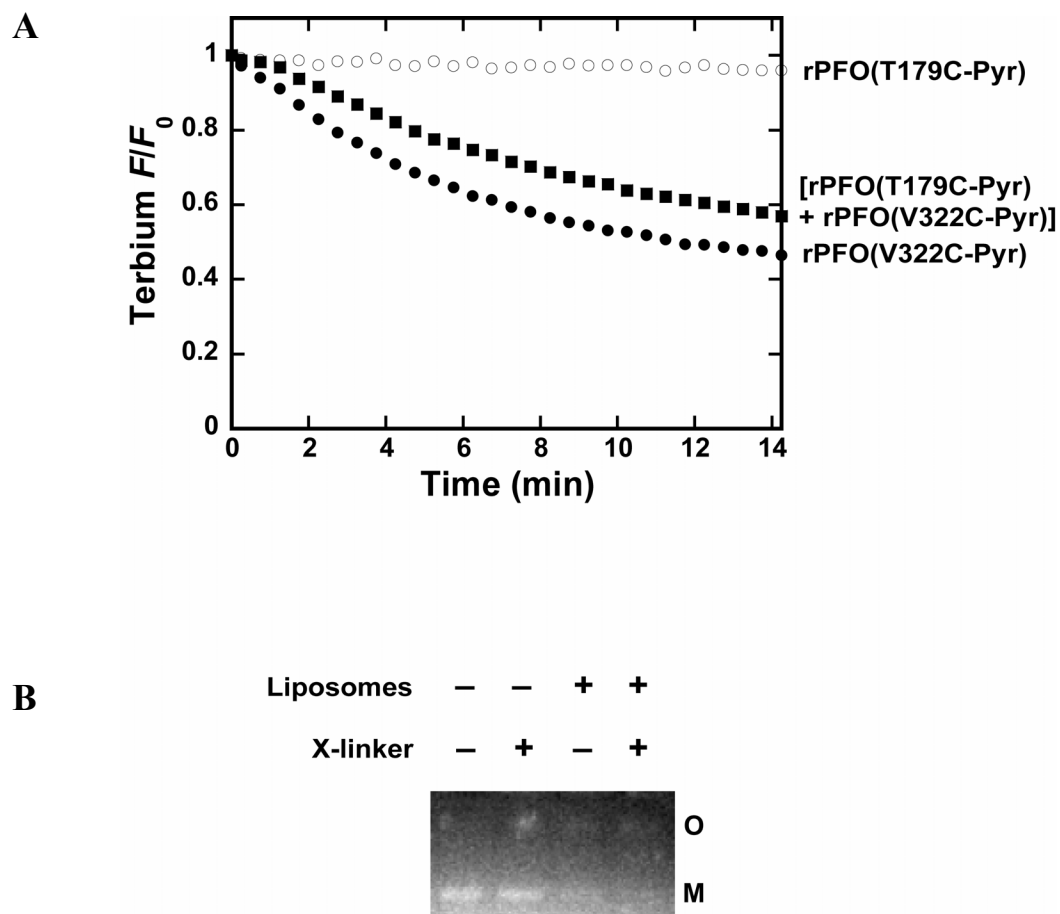 A
1
0.8
0.6
0.4
0.2
0
0 2 4 6 8 10 12 14
Terbium F/F0
Time (min)
rPFO(T179C-Pyr)
[rPFO(T179C-Pyr)
+ rPFO(V322C-Pyr)]
rPFO(V322C-Pyr)
B
Liposomes – – + +
X-linker – + – +
O
M